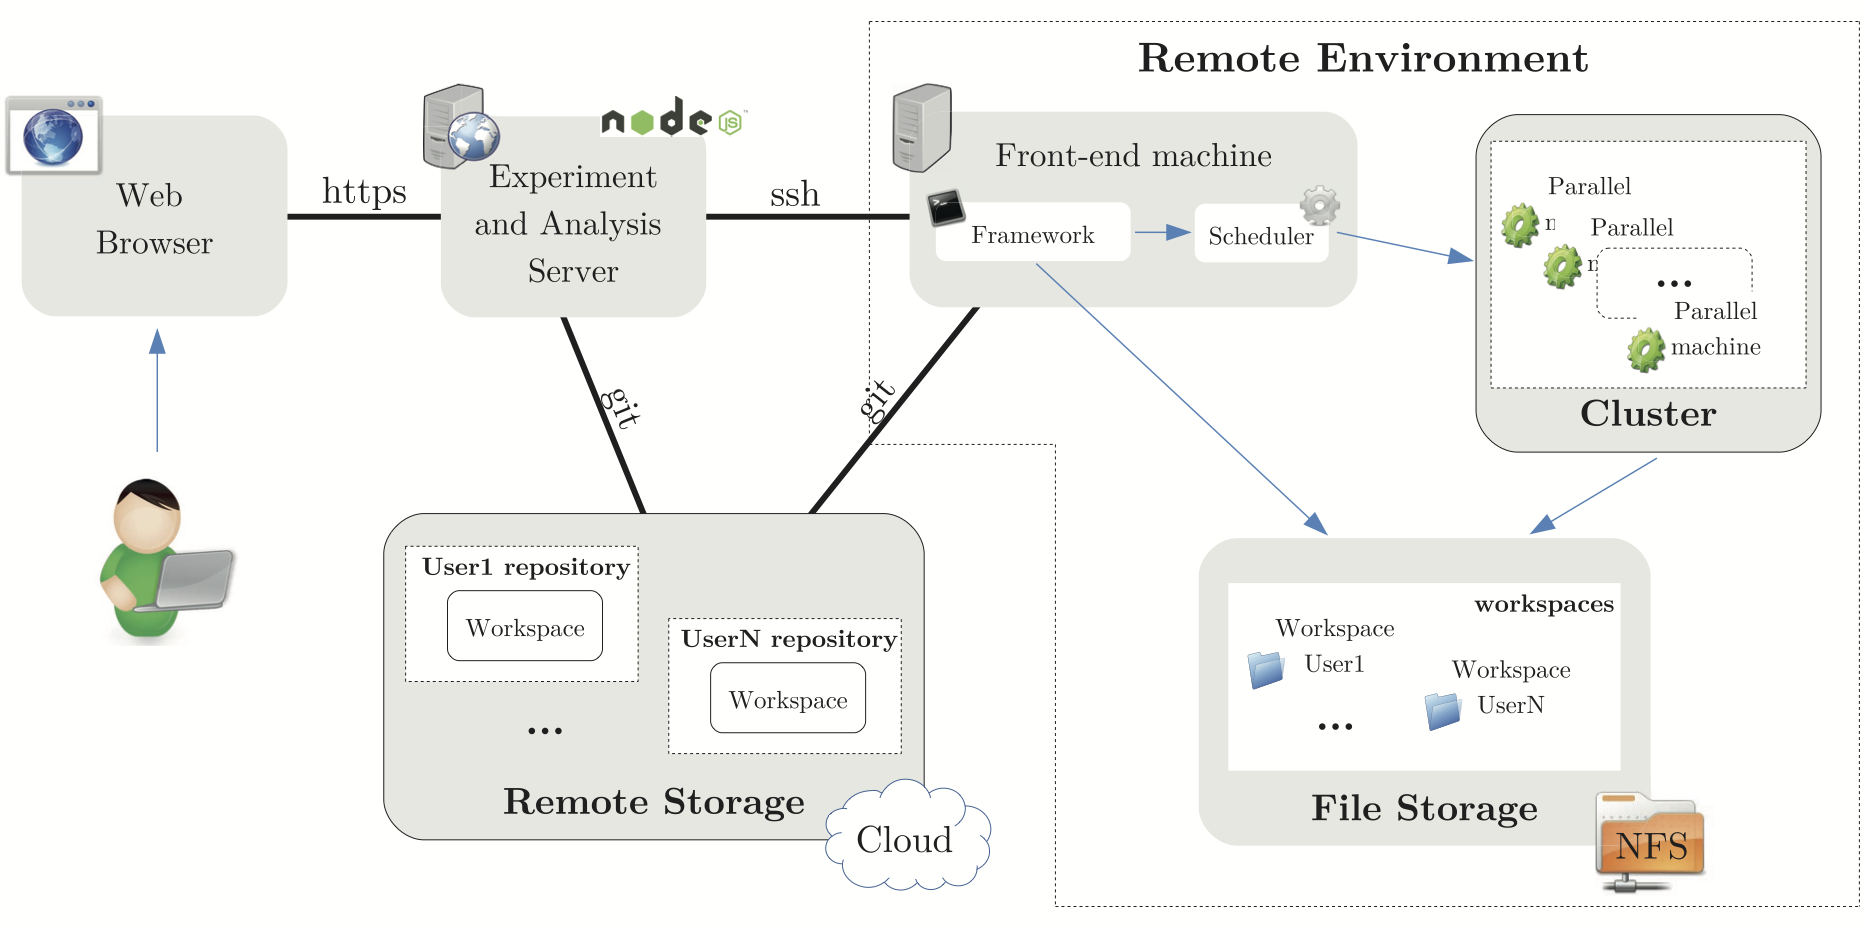 Remote Environment
Web
Browser
https
node
JS
Experiment
and Analysis
Server
ssh
Front-end machine
Framework
Scheduler
Parallel
n
Parallel
n
...
Parallel
machine
Cluster
git
git
User1 repository
Workspace
UserN repository
Workspace
...
Remote Storage
Cloud
workspaces
Workspace
User1
Workspace
UserN
...
File Storage
NFS